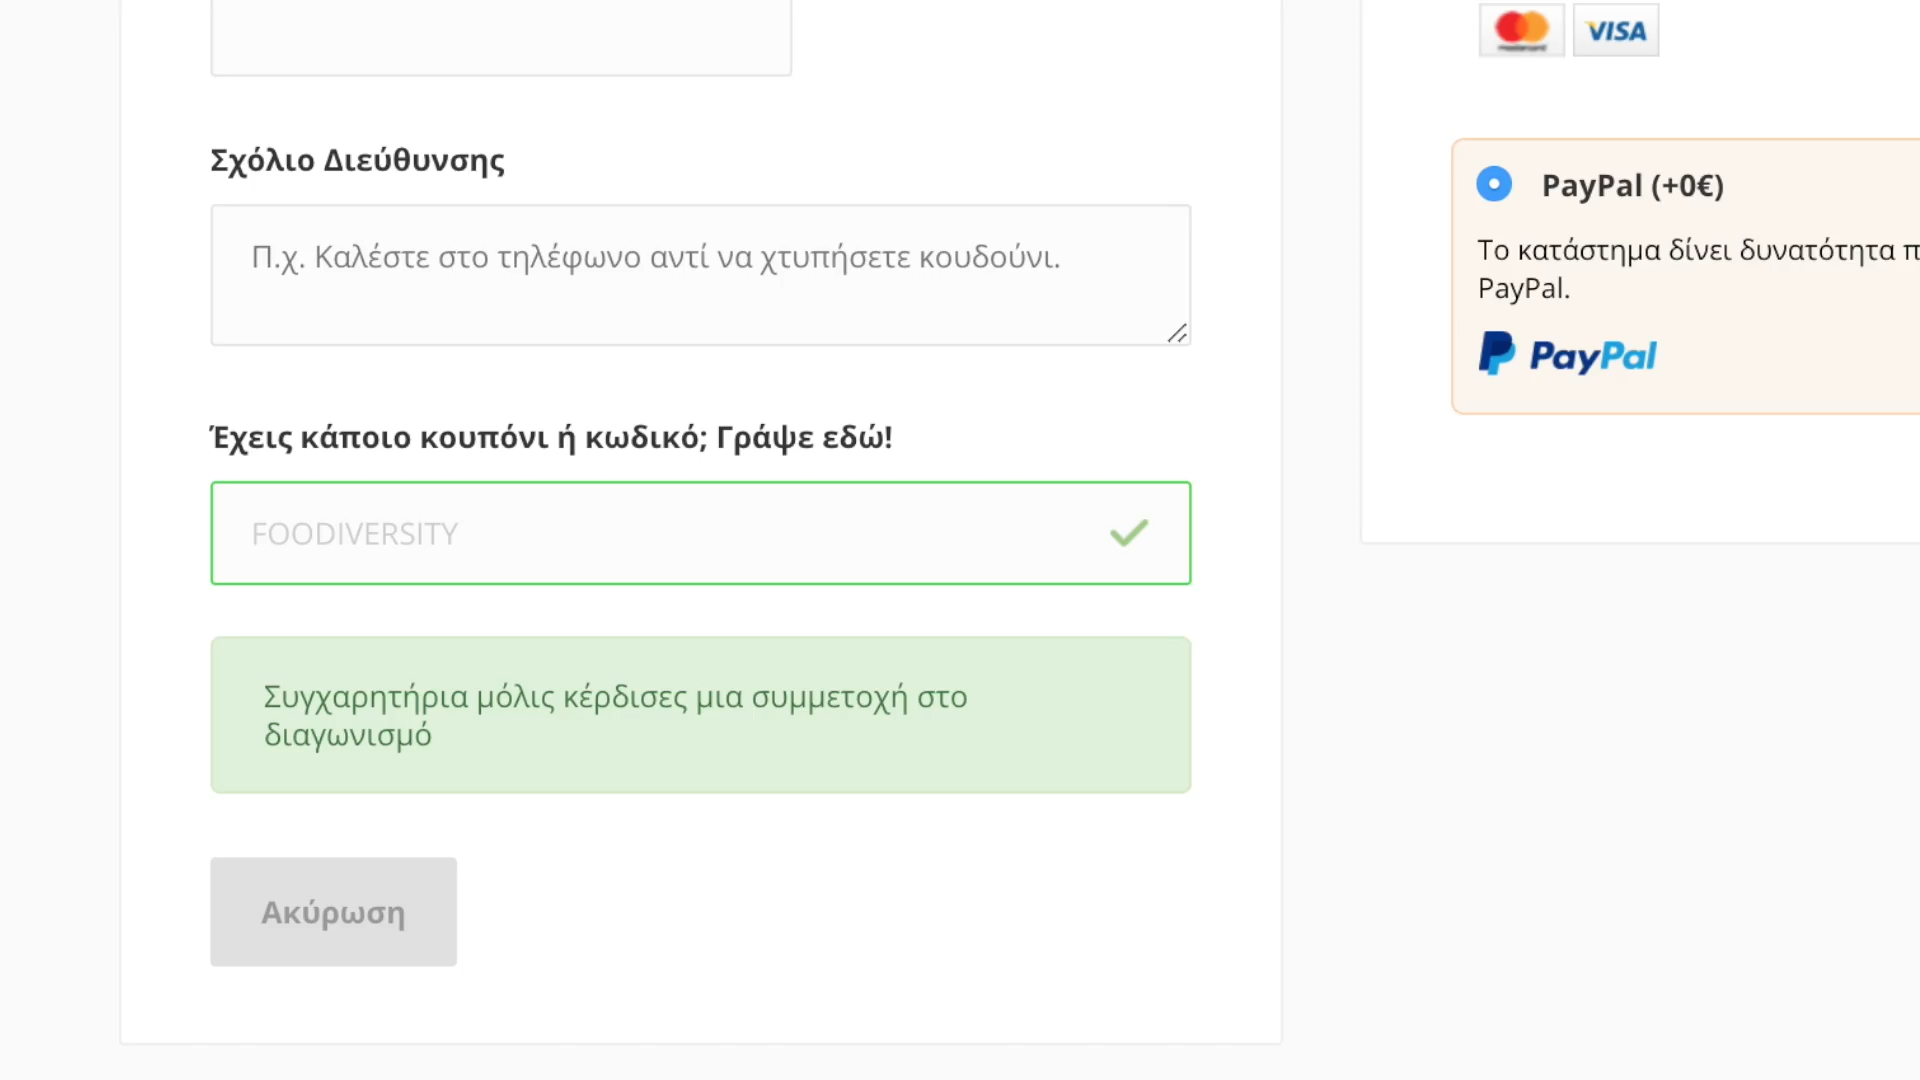 mastercard
VISA
Σχόλιο Διεύθυνσης
Π.χ. Καλέστε στο τηλέφωνο αντί να χτυπήσετε κουδούνι.
Έχεις κάποιο κουπόνι ή κωδικό; Γράψε εδώ!
FOODIVERSITY
Συγχαρητήρια μόλις κέρδισες μια συμμετοχή στο
διαγωνισμό
Ακύρωση
PayPal (+0€)
Το κατάστημα δίνει δυνατότητα π
PayPal.
PayPal